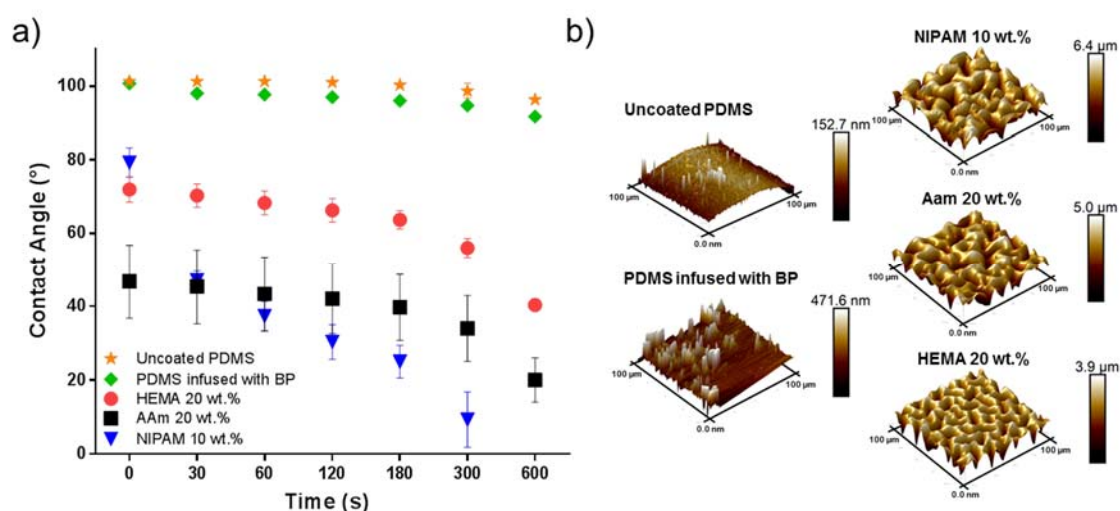 a)
Contact Angle (°)
100
80
60
40
20
0
Uncoated PDMS
PDMS infused with BP
HEMA 20 wt.%
AAm 20 wt.%
NIPAM 10 wt.%
0 30 60 120 180 300 600
Time (s)
b)
Uncoated PDMS
152.7 nm
100 µm
100 µm
0.0 nm
PDMS infused with BP
471.6 nm
100 µm
100 µm
0.0 nm
NIPAM 10 wt.%
6.4 µm
100 µm
100 µm
0.0 nm
Aam 20 wt.%
5.0 µm
100 µm
100 µm
0.0 nm
HEMA 20 wt.%
3.9 µm
100 µm
100 µm
0.0 nm